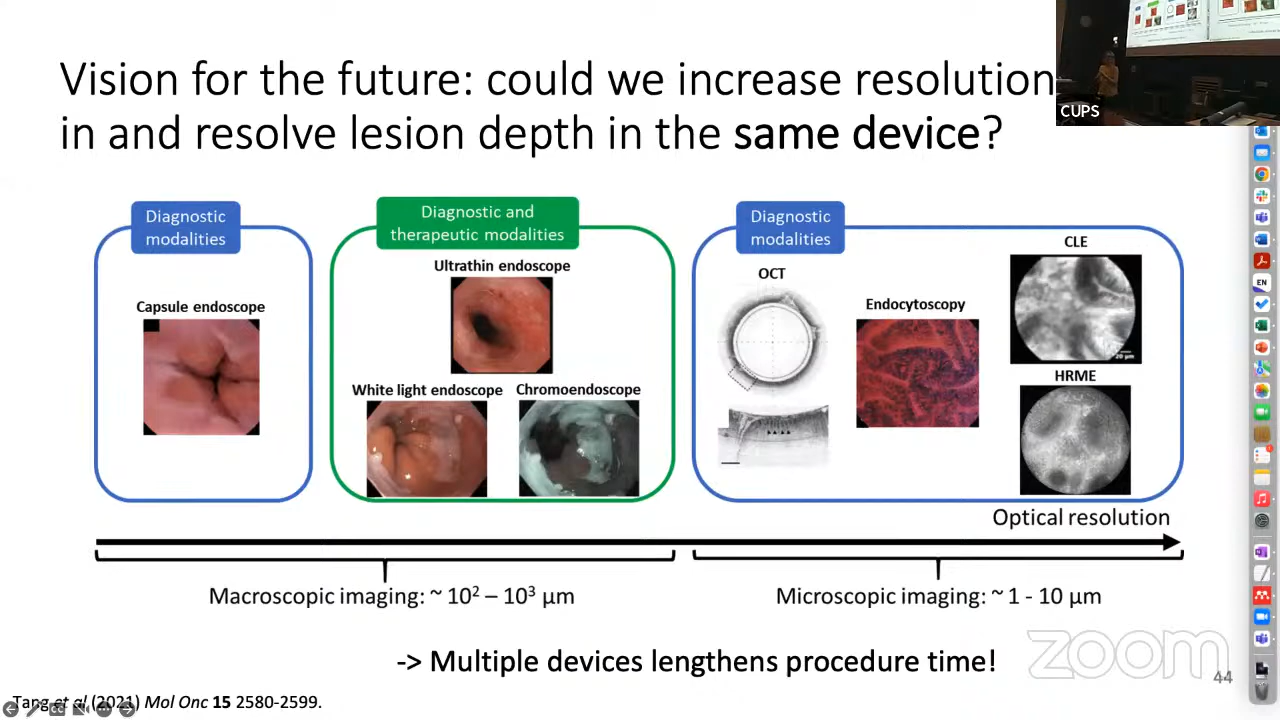 Vision for the future: could we increase resolution
in and resolve lesion depth in the same device?
CUPS
Diagnostic
modalities
Capsule endoscope
Diagnostic and
therapeutic modalities
Ultrathin endoscope
White light endoscope
Chromoendoscope
Diagnostic
modalities
OCT
Endocytoscopy
CLE
20 µm
HRME
Optical resolution
Macroscopic imaging: ~ 10² – 10³ µm
Microscopic imaging: ~ 1 - 10 µm
-> Multiple devices lengthens procedure time!
zoom
44
Tang et al (2021) Mol Onc 15 2580-2599.
EN